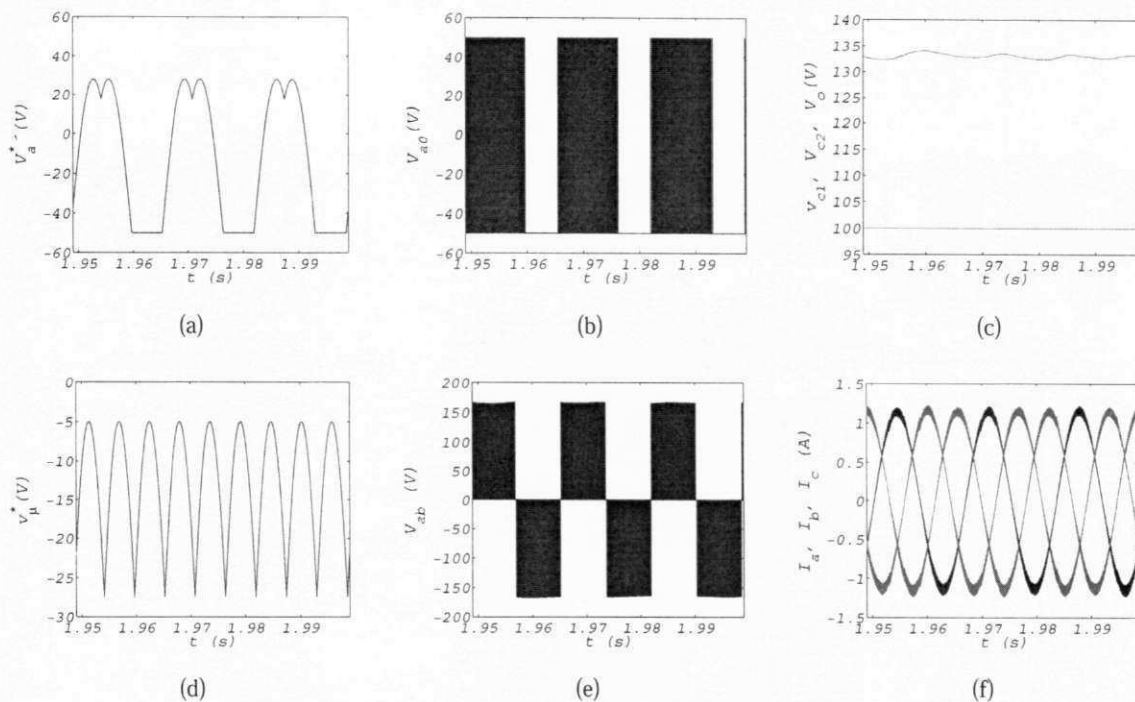 60
40
20
0
-20
-40
-60
V*a´(V)
1.95 1.96 1.97 1.98 1.99
t (s)
(a)
60
40
20
0
-20
-40
-60
Va0(V)
1.95 1.96 1.97 1.98 1.99
t (s)
(b)
140
135
130
125
120
115
110
105
100
95
Vc1, Vc2, Vo(V)
1.95 1.96 1.97 1.98 1.99
t (s)
(c)
0
-5
-10
-15
-20
-25
-30
v*μ(V)
1.95 1.96 1.97 1.98 1.99
t (s)
(d)
200
150
100
50
0
-50
-100
-150
-200
Vab (V)
1.95 1.96 1.97 1.98 1.99
t (s)
(e)
1.5
1
0.5
0
-0.5
-1
-1.5
Ia, Ib, Ic (A)
1.95 1.96 1.97 1.98 1.99
t (s)
(f)